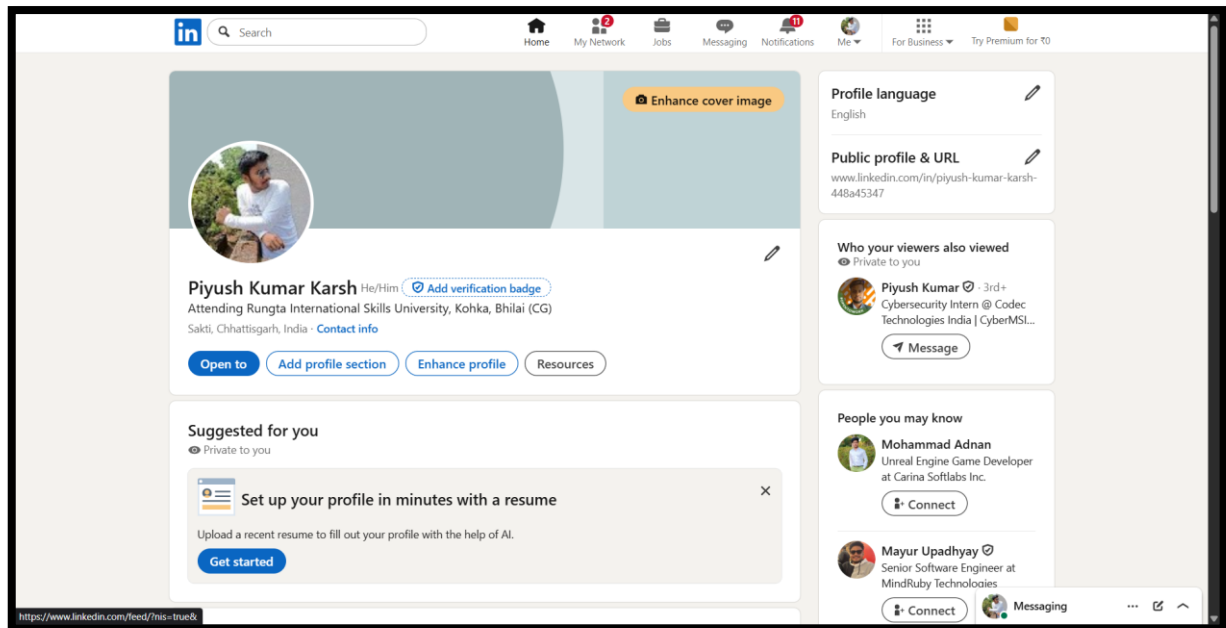 in
Search
2
11
Home
My Network
Jobs
Messaging
Notifications
Me
For Business
Try Premium for ₹0
Enhance cover image
Piyush Kumar Karsh He/Him Add verification badge
Attending Rungta International Skills University, Kohka, Bhilai (CG)
Sakti, Chhattisgarh, India · Contact info
Open to
Add profile section
Enhance profile
Resources
Suggested for you
Private to you
Set up your profile in minutes with a resume
Upload a recent resume to fill out your profile with the help of AI.
Get started
Profile language
English
Public profile & URL
www.linkedin.com/in/piyush-kumar-karsh-
448a45347
Who your viewers also viewed
Private to you
Piyush Kumar · 3rd+
Cybersecurity Intern @ Codec
Technologies India | CyberMSI...
Message
People you may know
Mohammad Adnan
Unreal Engine Game Developer
at Carina Softlabs Inc.
Connect
Mayur Upadhyay
Senior Software Engineer at
MindRuby Technologies
Connect
Messaging
https://www.linkedin.com/feed/?nis=true&